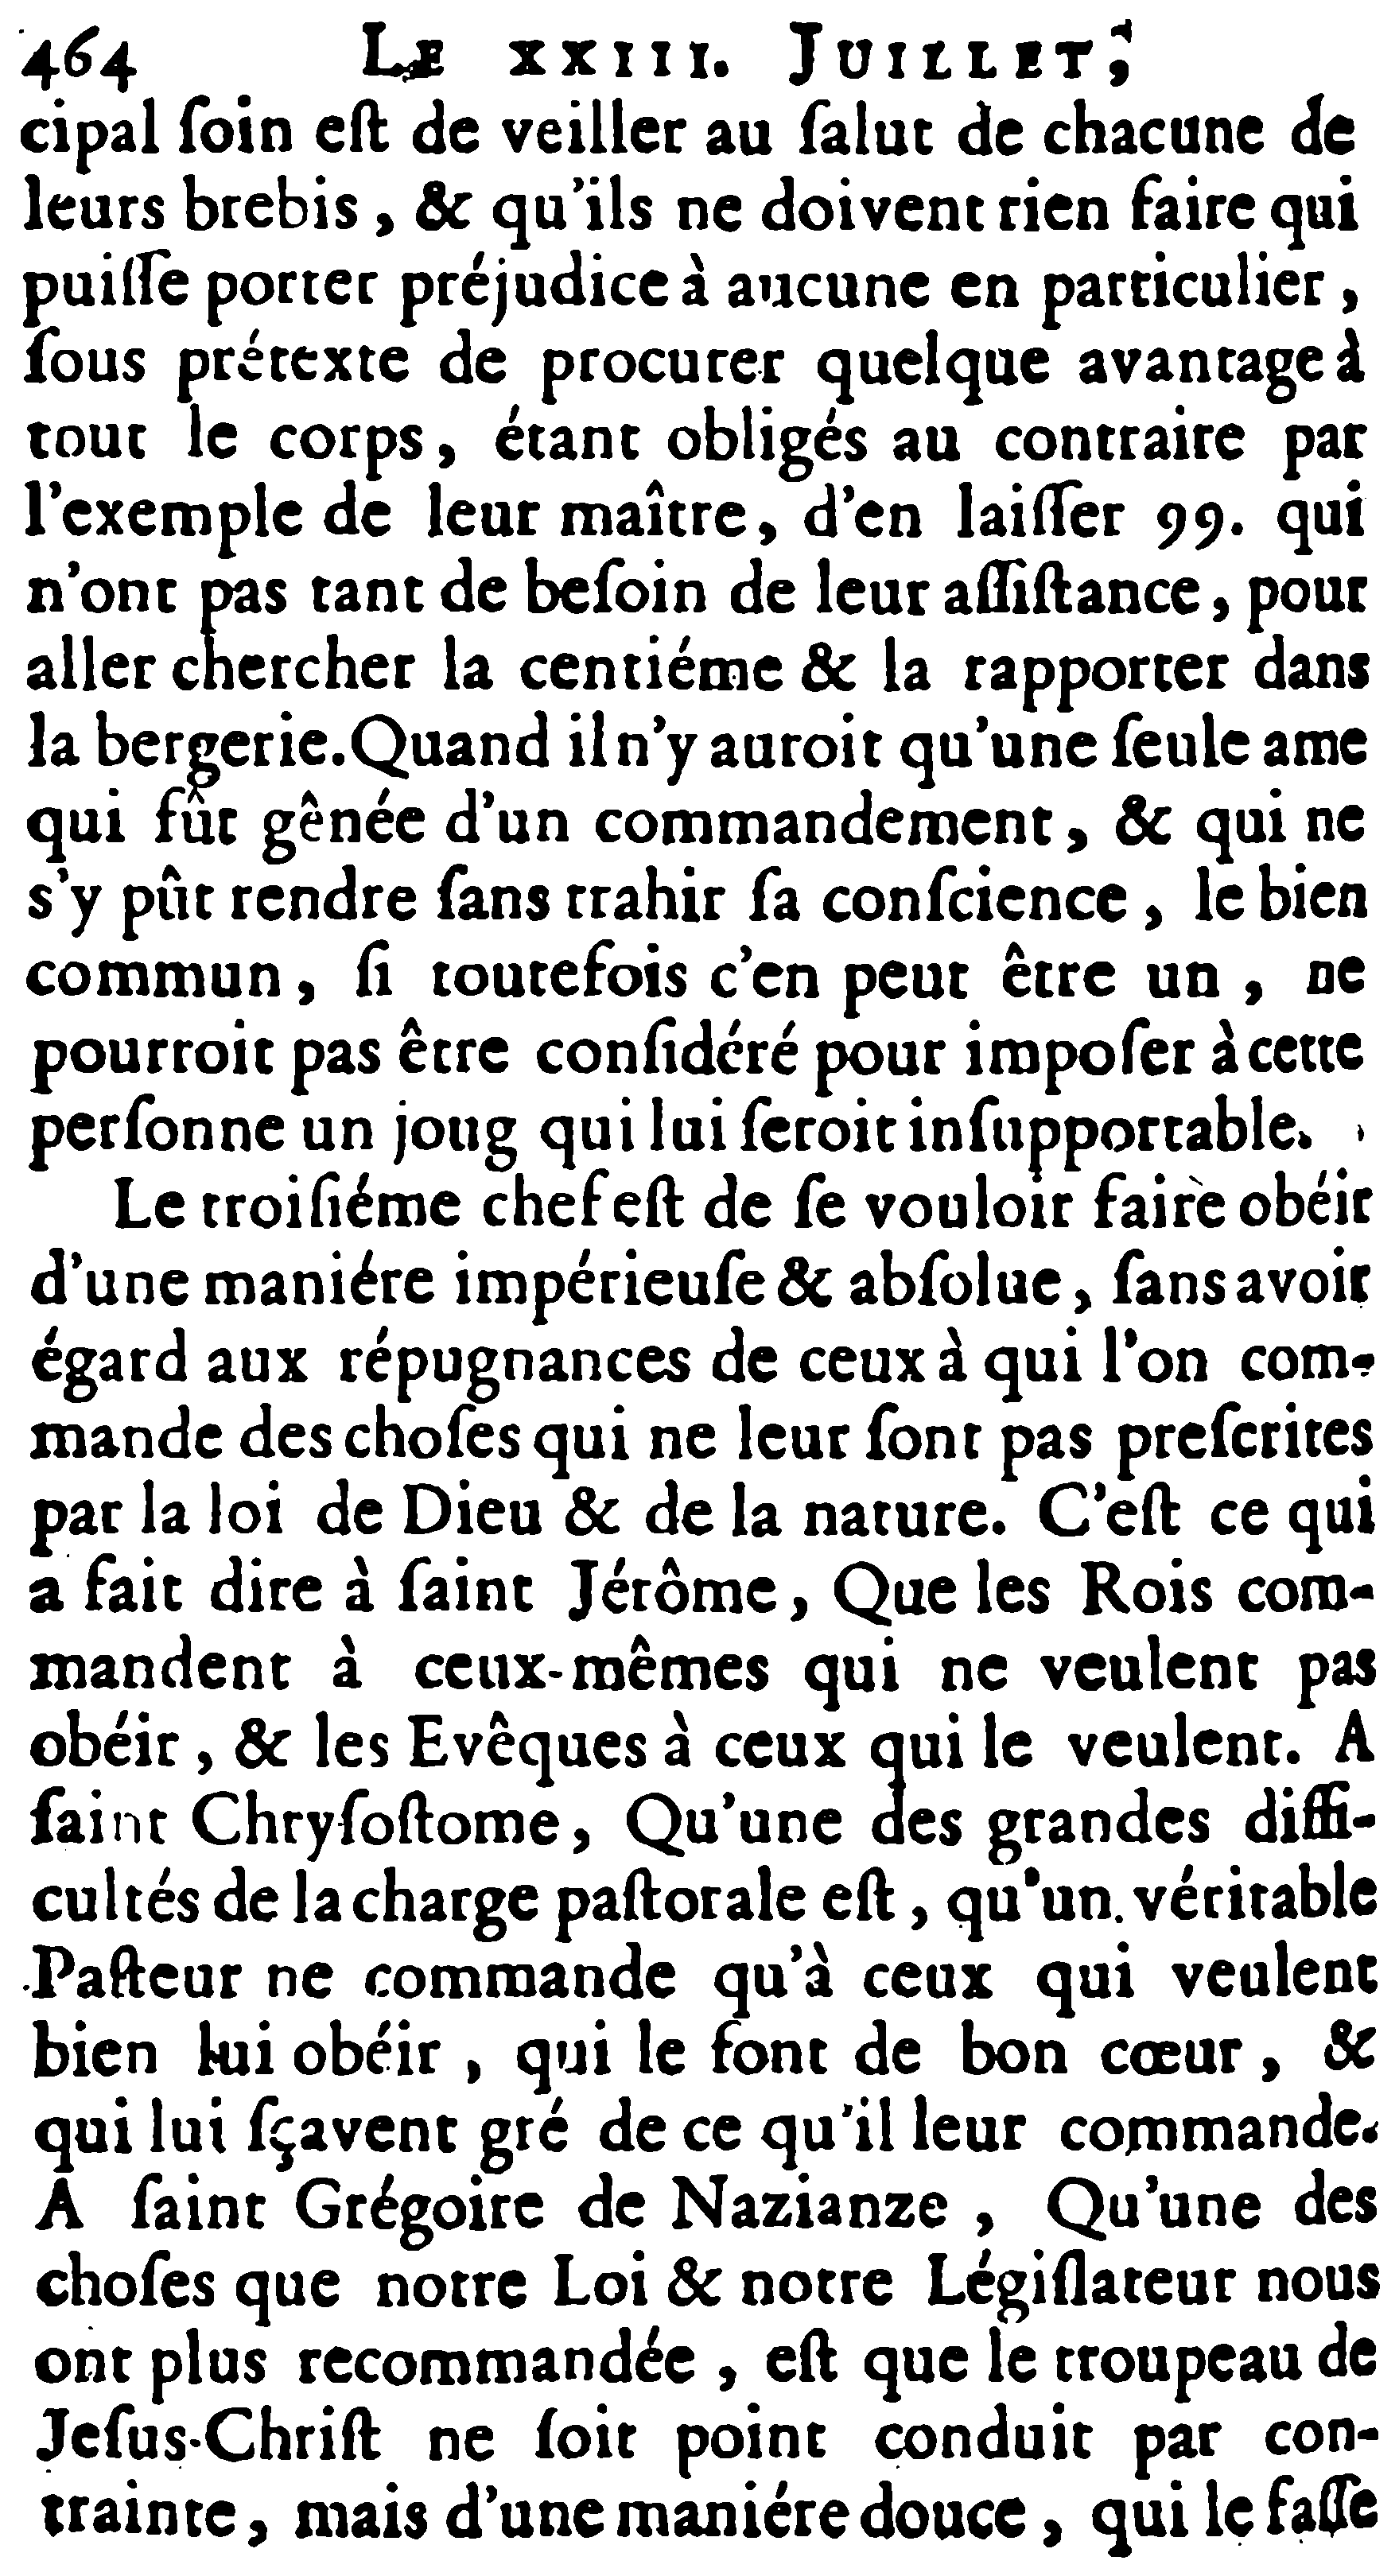 464 LE XXIII. JUILLET;
cipal ſoin eſt de veiller au ſalut de chacune de
leurs brebis, & qu'ils ne doivent rien faire qui
puiſſe porter préjudice à aucune en particulier,
ſous prétexte de procurer quelque avantage à
tout le corps, étant obligés au contraire par
l'exemple de leur maître, d'en laiſſer 99. qui
n'ont pas tant de beſoin de leur aſſiſtance, pour
aller chercher la centiéme & la rapporter dans
la bergerie. Quand il n'y auroit qu'une ſeule ame
qui fût gênée d'un commandement, & qui ne
s'y pût rendre ſans trahir ſa conſcience, le bien
commun, ſi toutefois c'en peut être un, ne
pourroit pas être conſidéré pour impoſer à cette
perſonne un joug qui lui ſeroit inſupportable.
Le troiſiéme chef eſt de ſe vouloir faire obéir
d'une maniére impérieuſe & abſolue, ſans avoir
égard aux répugnances de ceux à qui l'on com-
mande des choſes qui ne leur ſont pas preſcrites
par la loi de Dieu & de la nature. C'eſt ce qui
a fait dire à ſaint Jérôme, Que les Rois com-
mandent à ceux-mêmes qui ne veulent pas
obéir, & les Evêques à ceux qui le veulent. A
ſaint Chryſoſtome, Qu'une des grandes diffi-
cultés de la charge paſtorale eſt, qu'un véritable
Paſteur ne commande qu'à ceux qui veulent
bien lui obéir, qui le font de bon cœur, &
qui lui ſçavent gré de ce qu'il leur commande.
A ſaint Grégoire de Nazianze, Qu'une des
choſes que notre Loi & notre Légiſlateur nous
ont plus recommandée, eſt que le troupeau de
Jeſus-Chriſt ne ſoit point conduit par con-
trainte, mais d'une maniére douce, qui le faſſe